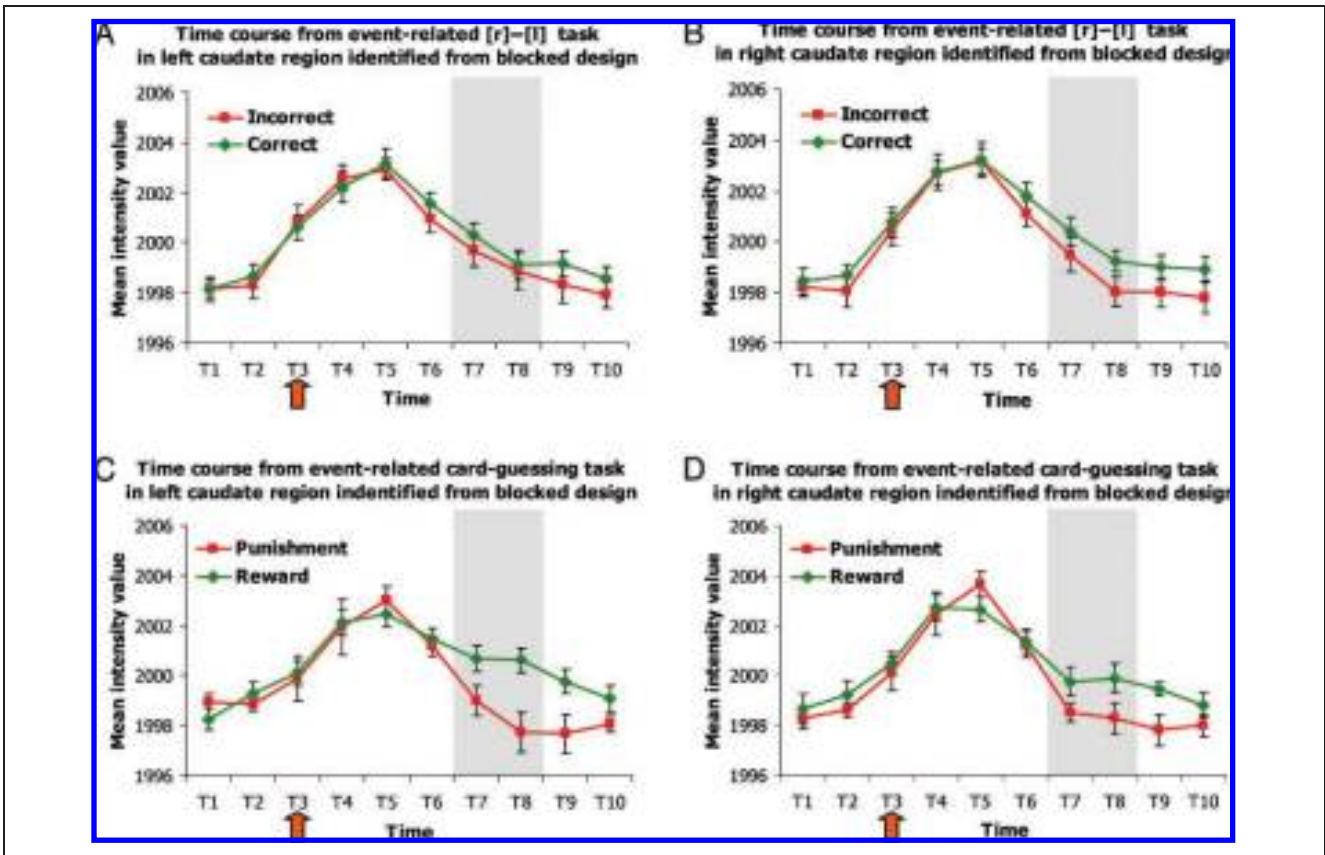 A
Time course from event-related [r]–[l] task
in left caudate region identified from blocked design
Mean intensity value
2006
2004
2002
2000
1998
1996
Incorrect
Correct
T1 T2 T3 T4 T5 T6 T7 T8 T9 T10
Time
B
Time course from event-related [r]–[l] task
in right caudate region identified from blocked design
Mean intensity value
2006
2004
2002
2000
1998
1996
Incorrect
Correct
T1 T2 T3 T4 T5 T6 T7 T8 T9 T10
Time
C
Time course from event-related card-guessing task
in left caudate region indentified from blocked design
Mean intensity value
2006
2004
2002
2000
1998
1996
Punishment
Reward
T1 T2 T3 T4 T5 T6 T7 T8 T9 T10
Time
D
Time course from event-related card-guessing task
in right caudate region indentified from blocked design
Mean intensity value
2006
2004
2002
2000
1998
1996
Punishment
Reward
T1 T2 T3 T4 T5 T6 T7 T8 T9 T10
Time